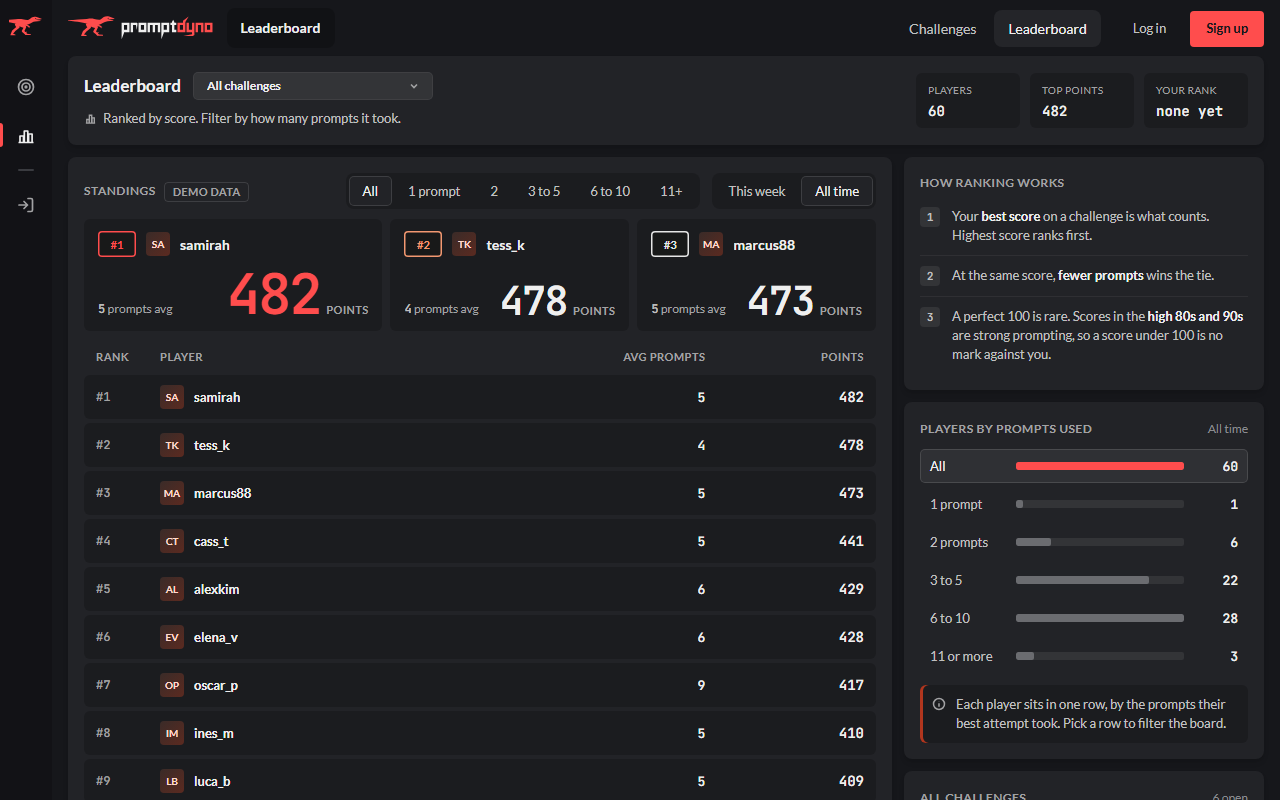 promptdyno
Leaderboard
Challenges
Leaderboard
Log in
Sign up
Leaderboard
All challenges
Ranked by score. Filter by how many prompts it took.
PLAYERS
60
TOP POINTS
482
YOUR RANK
none yet
STANDINGS
DEMO DATA
All
1 prompt
2
3 to 5
6 to 10
11+
This week
All time
#1 SA samirah
5 prompts avg 482 POINTS
#2 TK tess_k
4 prompts avg 478 POINTS
#3 MA marcus88
5 prompts avg 473 POINTS
RANK PLAYER AVG PROMPTS POINTS
#1 SA samirah 5 482
#2 TK tess_k 4 478
#3 MA marcus88 5 473
#4 CT cass_t 5 441
#5 AL alexkim 6 429
#6 EV elena_v 6 428
#7 OP oscar_p 9 417
#8 IM ines_m 5 410
#9 LB luca_b 5 409
HOW RANKING WORKS
1 Your best score on a challenge is what counts.
Highest score ranks first.
2 At the same score, fewer prompts wins the tie.
3 A perfect 100 is rare. Scores in the high 80s and 90s
are strong prompting, so a score under 100 is no
mark against you.
PLAYERS BY PROMPTS USED All time
All 60
1 prompt 1
2 prompts 6
3 to 5 22
6 to 10 28
11 or more 3
Each player sits in one row, by the prompts their
best attempt took. Pick a row to filter the board.
ALL CHALLENGES 6 open